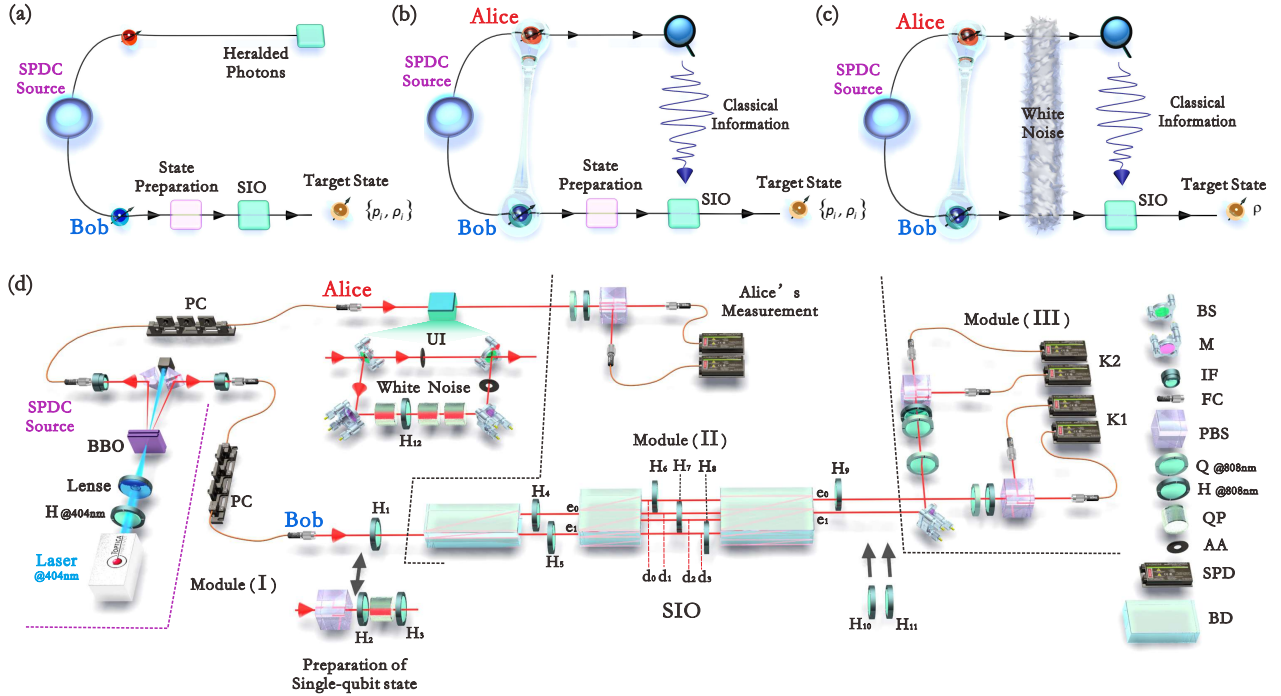 (a)
SPDC
Source
Heralded
Photons
State
Preparation
SIO
Target State
{pᵢ, ρᵢ}
Bob
(b)
Alice
SPDC
Source
Classical
Information
State
Preparation
SIO
Target State
{pᵢ, ρᵢ}
Bob
(c)
Alice
SPDC
Source
White
Noise
Classical
Information
SIO
Target State
ρ
Bob
(d)
PC
Alice
UI
White Noise
H₁₂
Alice's
Measurement
SPDC
Source
BBO
Lense
H @404nm
Laser
@404nm
TOPTICA
PC
Bob
H₁
Module (I)
H₂
H₃
Preparation of
Single-qubit state
Module (II)
H₄
H₅
e₀
e₁
H₆
H₇
H₈
d₀
d₁
d₂
d₃
SIO
e₀
e₁
H₉
H₁₀
H₁₁
Module (III)
K2
K1
BS
M
IF
FC
PBS
Q @808nm
H @808nm
QP
AA
SPD
BD